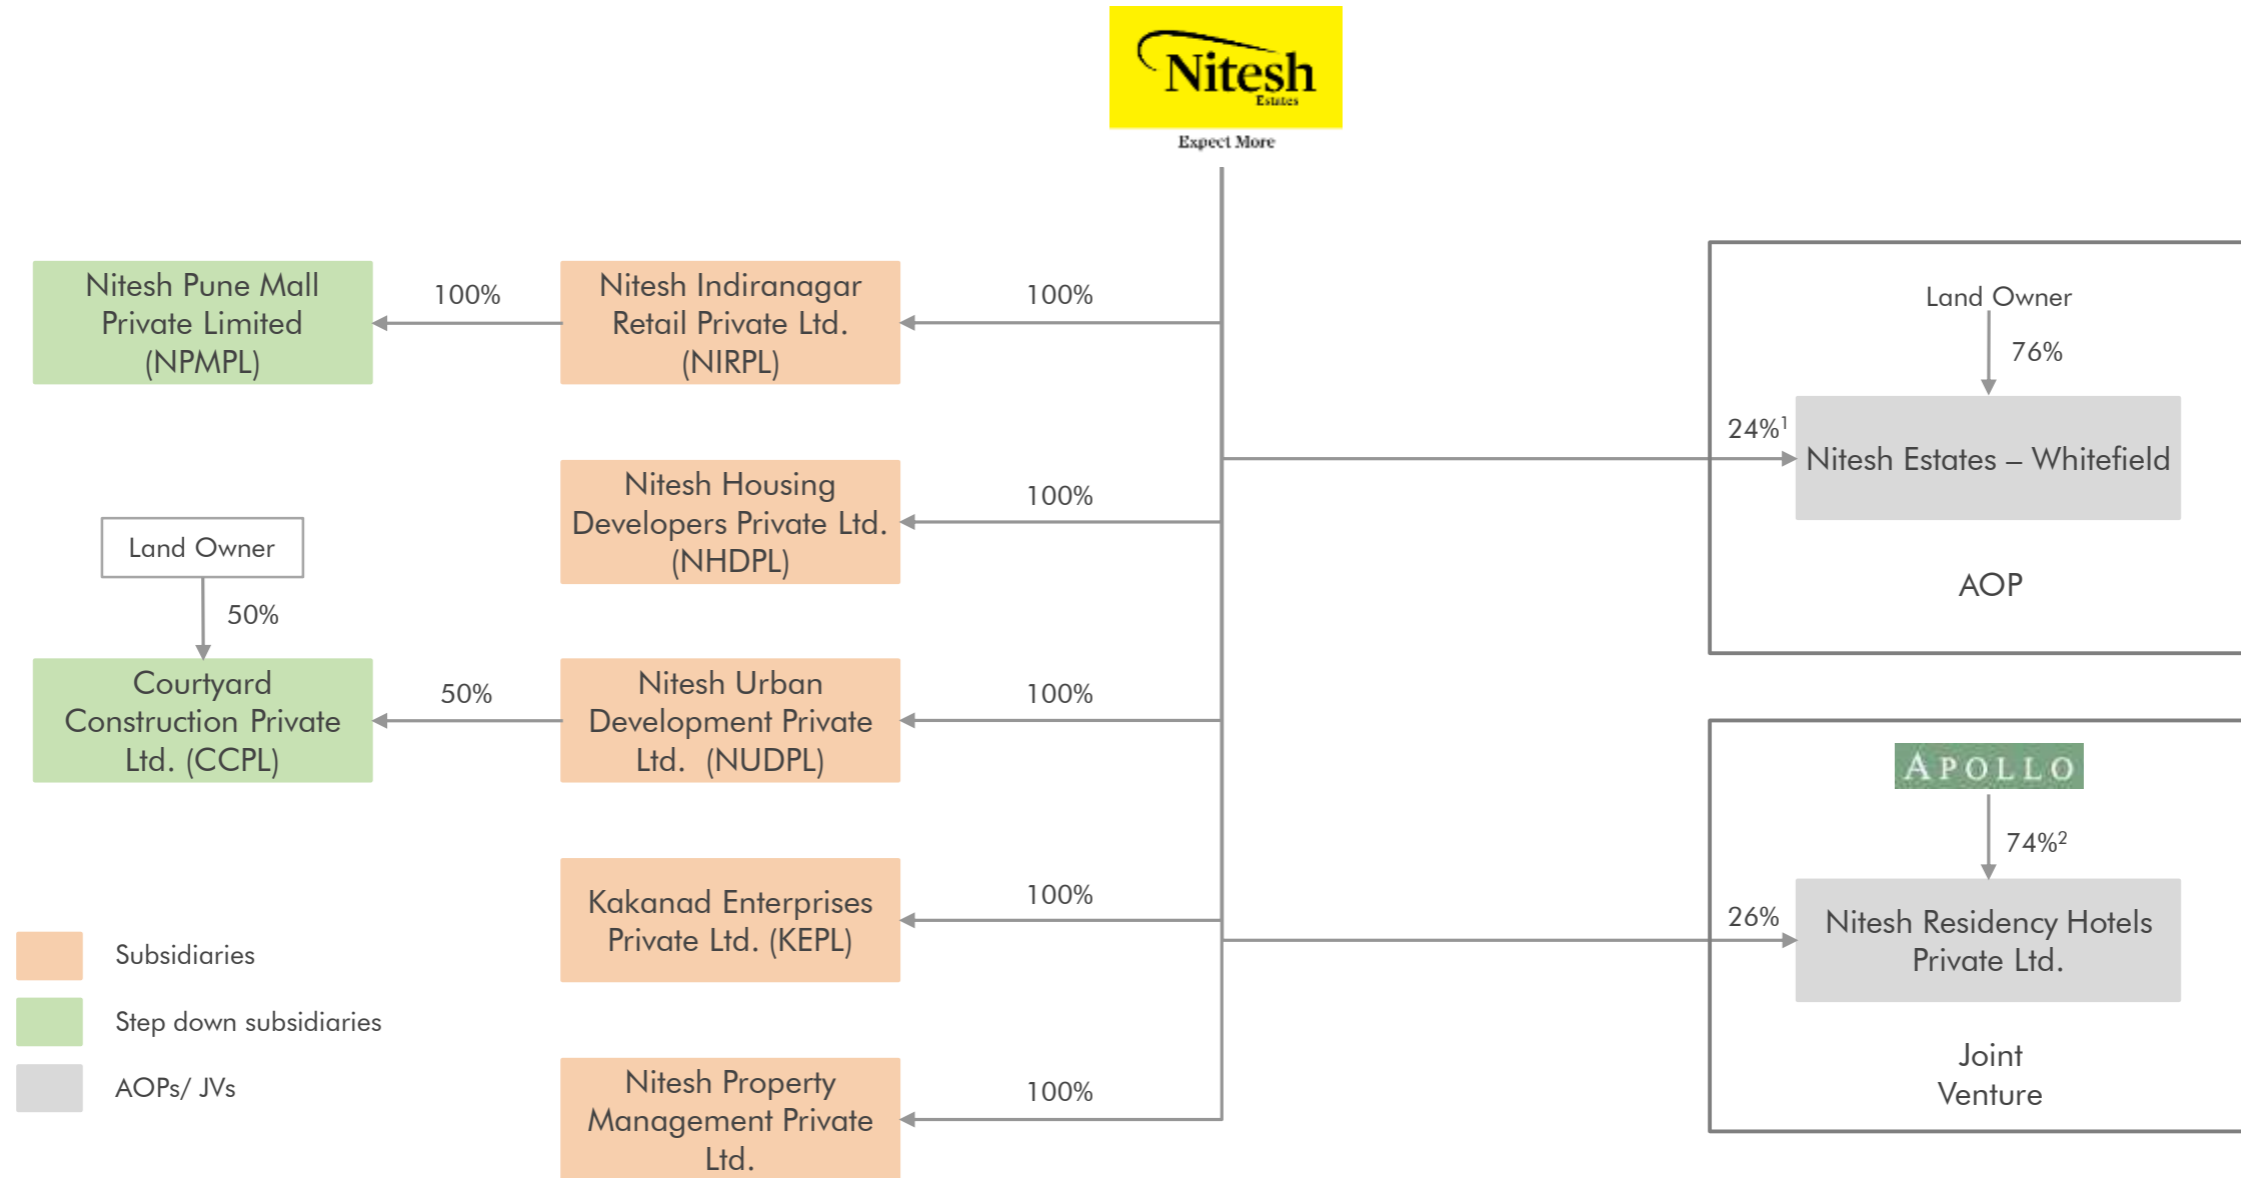 Nitesh
Estates
Expect More
Nitesh Pune Mall
Private Limited
(NPMPL)
100%
Nitesh Indiranagar
Retail Private Ltd.
(NIRPL)
100%
Land Owner
76%
24%¹
Nitesh Estates – Whitefield
AOP
Nitesh Housing
Developers Private Ltd.
(NHDPL)
100%
Land Owner
50%
Courtyard
Construction Private
Ltd. (CCPL)
50%
Nitesh Urban
Development Private
Ltd. (NUDPL)
100%
APOLLO
74%²
26%
Nitesh Residency Hotels
Private Ltd.
Joint
Venture
Kakanad Enterprises
Private Ltd. (KEPL)
100%
Nitesh Property
Management Private
Ltd.
100%
Subsidiaries
Step down subsidiaries
AOPs/ JVs